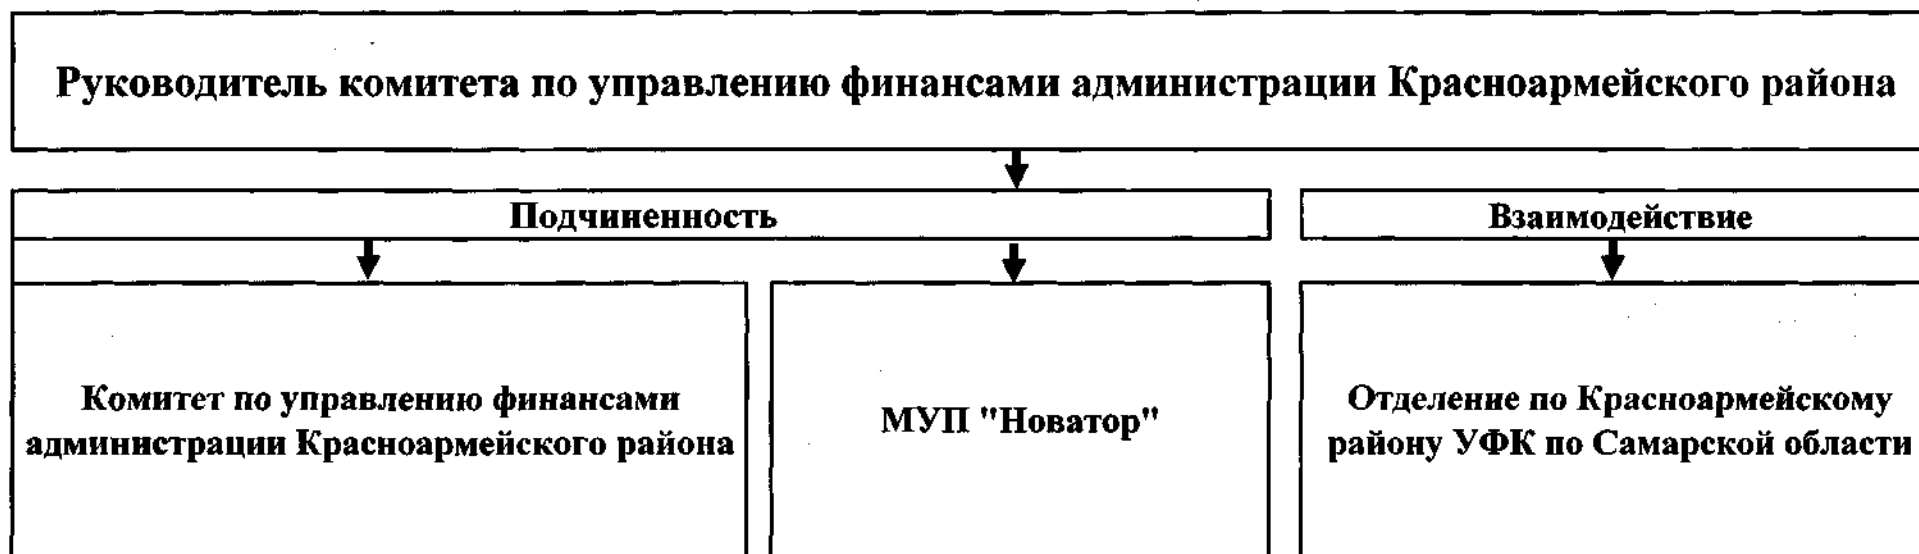 Руководитель комитета по управлению финансами администрации Красноармейского района
Подчиненность
Взаимодействие
Комитет по управлению финансами
администрации Красноармейского района
МУП "Новатор"
Отделение по Красноармейскому
району УФК по Самарской области